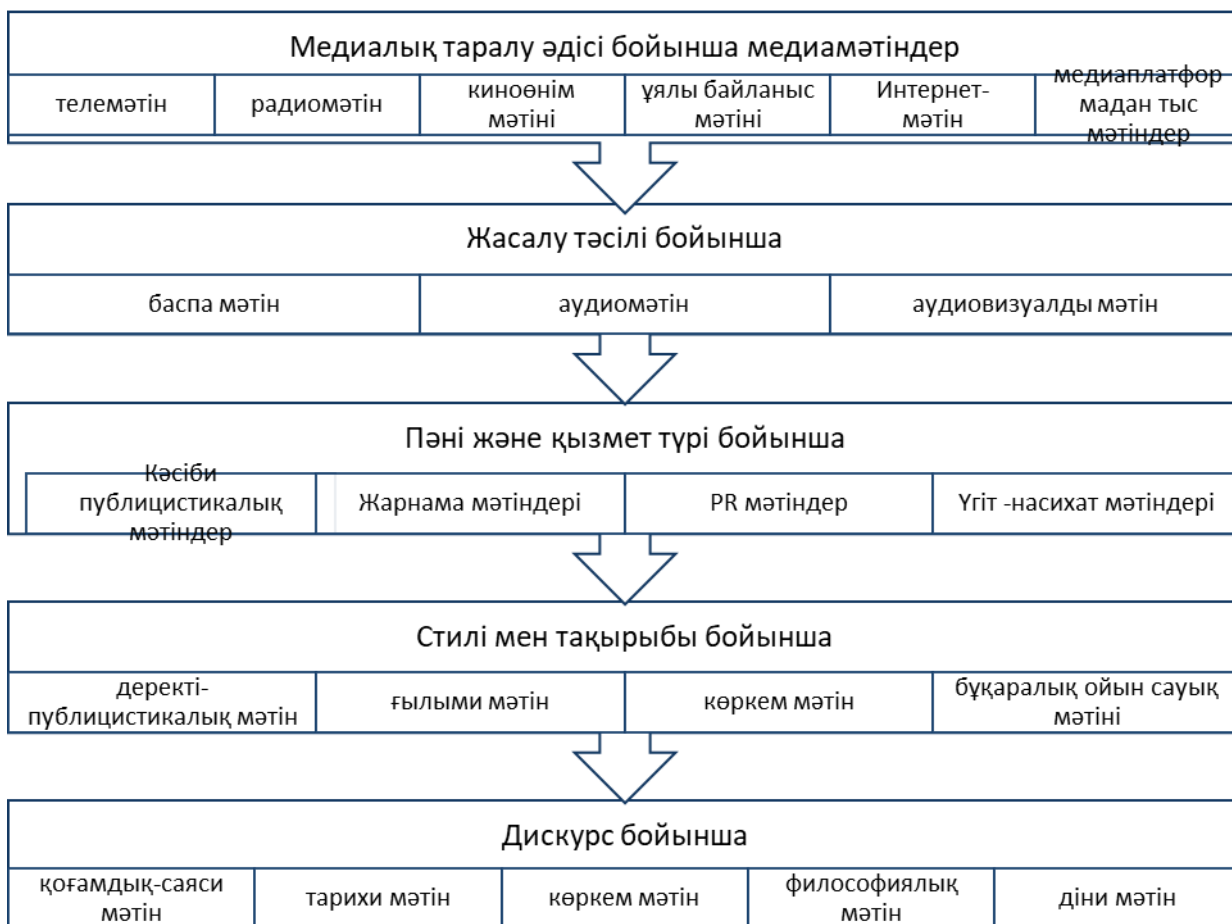 Медиалық таралу әдісі бойынша медиамәтіндер
телемәтін
радиомәтін
киноөнім
мәтіні
ұялы байланыс
мәтіні
Интернет-
мәтін
медиаплатфор
мадан тыс
мәтіндер
Жасалу тәсілі бойынша
баспа мәтін
аудиомәтін
аудиовизуалды мәтін
Пәні және қызмет түрі бойынша
Кәсіби
публицистикалық
мәтіндер
Жарнама мәтіндері
PR мәтіндер
Үгіт -насихат мәтіндері
Стилі мен тақырыбы бойынша
деректі-
публицистикалық мәтін
ғылыми мәтін
көркем мәтін
бұқаралық ойын сауық
мәтіні
Дискурс бойынша
қоғамдық-саяси
мәтін
тарихи мәтін
көркем мәтін
философиялық
мәтін
діни мәтін